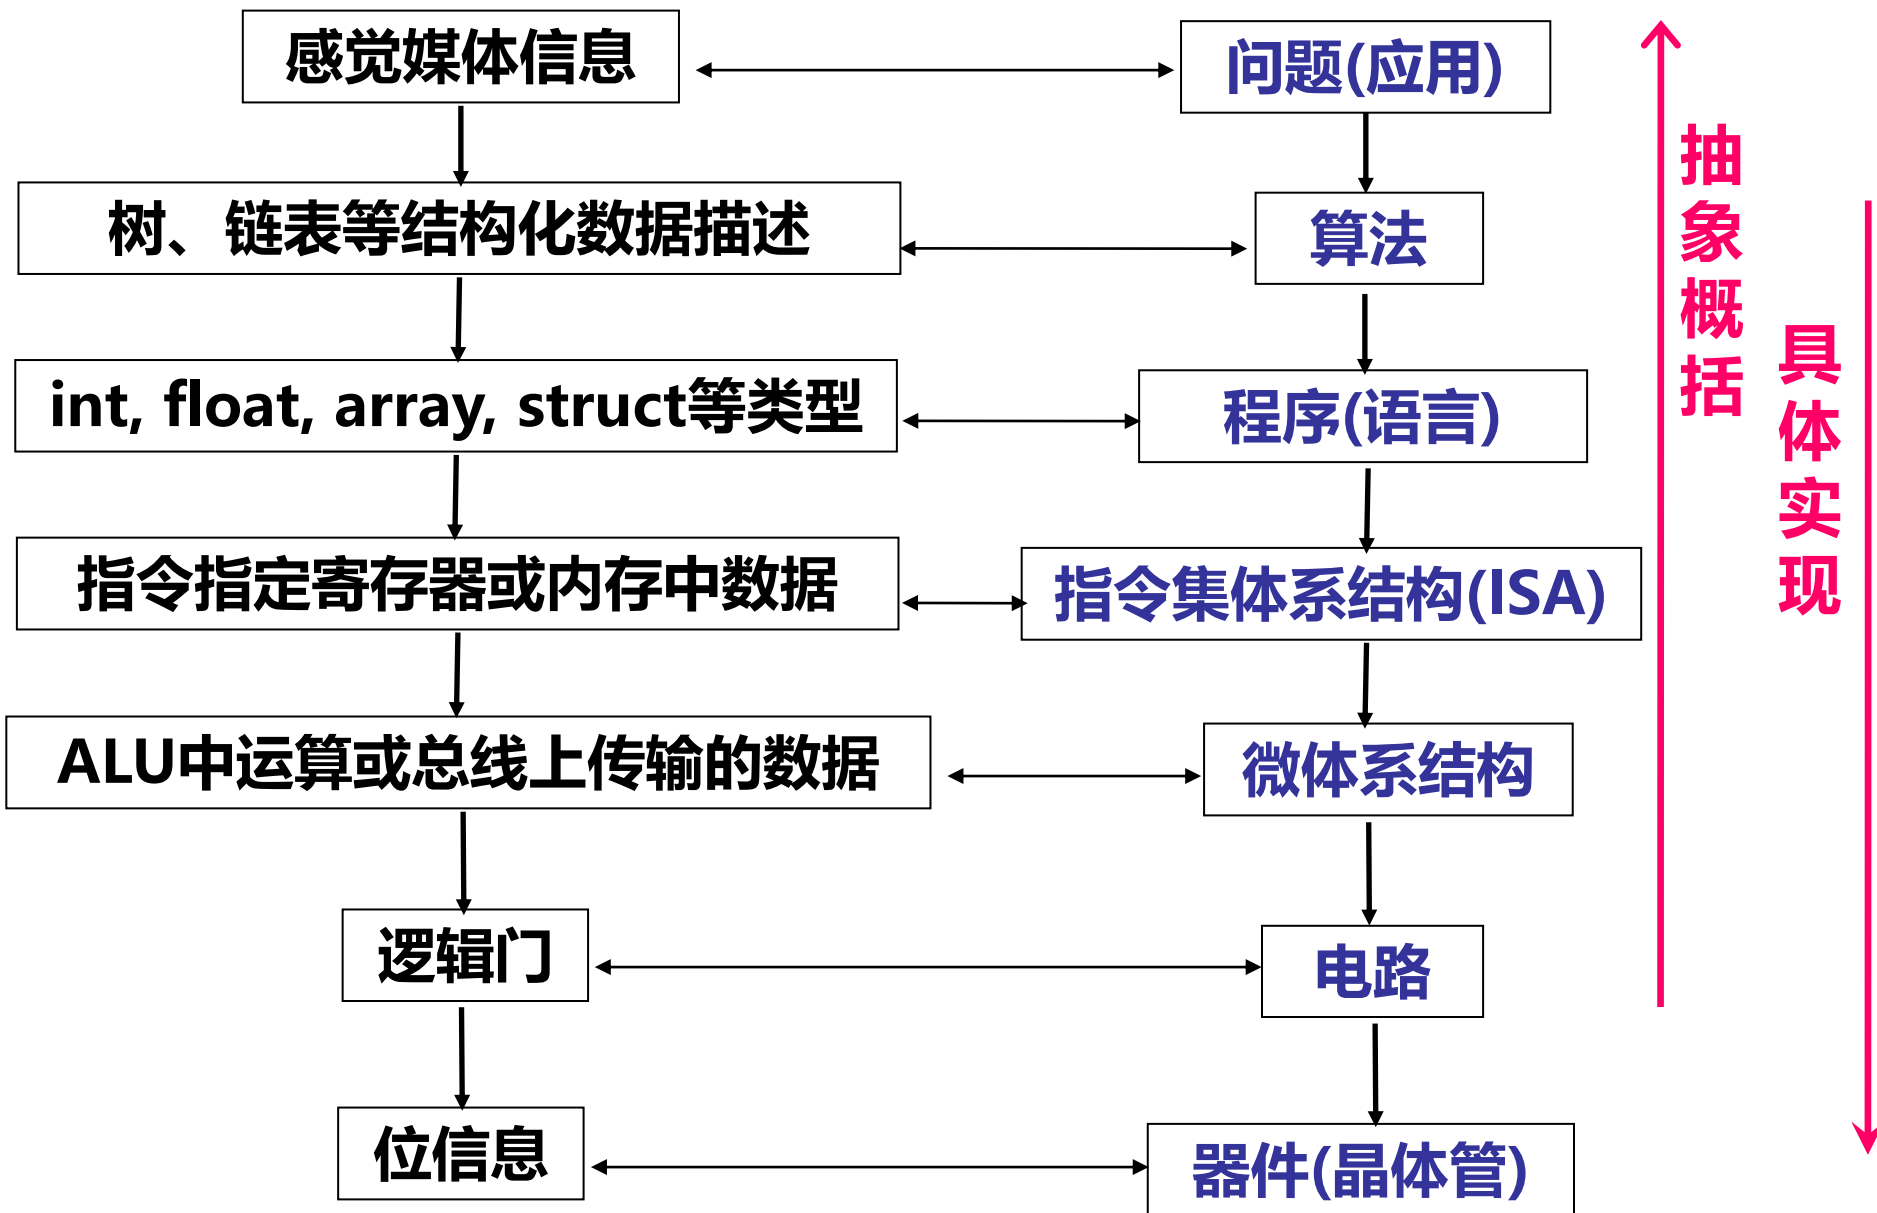 感觉媒体信息
问题(应用)
树、链表等结构化数据描述
算法
int, float, array, struct等类型
程序(语言)
指令指定寄存器或内存中数据
指令集体系结构(ISA)
ALU中运算或总线上传输的数据
微体系结构
逻辑门
电路
位信息
器件(晶体管)
抽象概括
具体实现